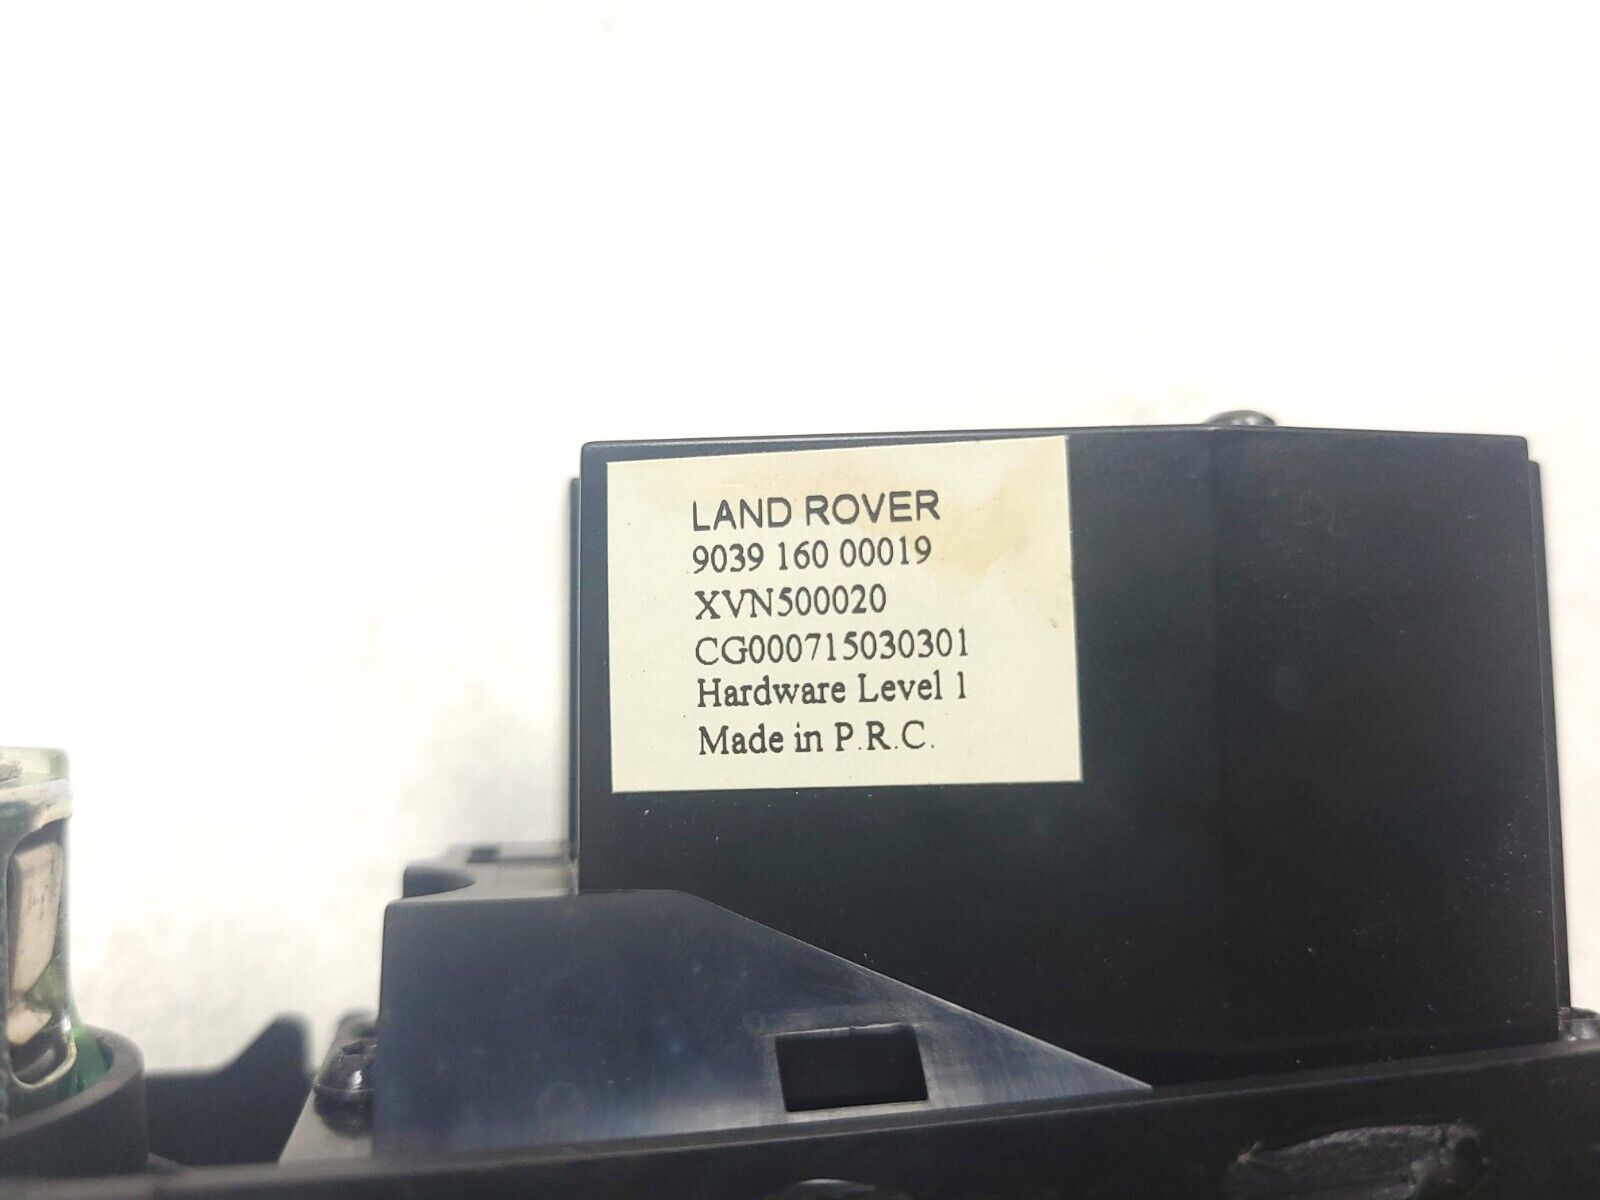 LAND ROVER
9039 160 00019
XVN500020
CG000715030301
Hardware Level 1
Made in P.R.C.